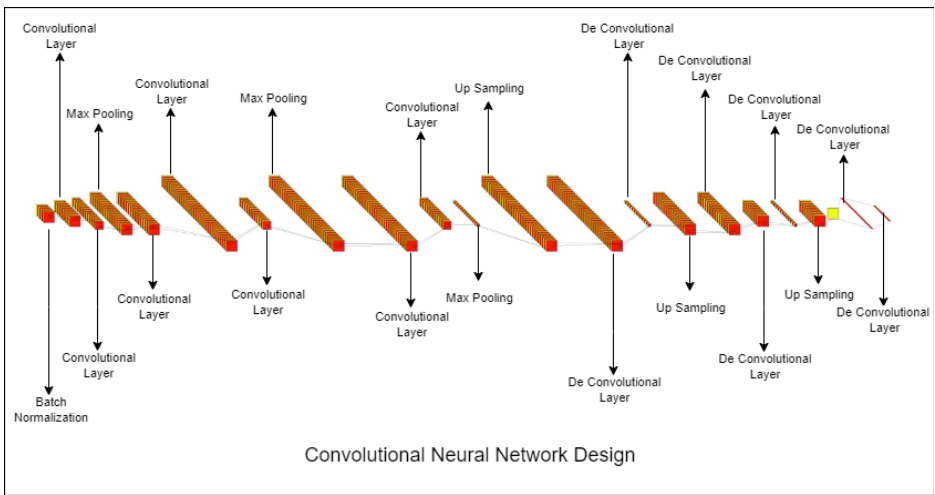 Convolutional
Layer
Max Pooling
Convolutional
Layer
Max Pooling
Convolutional
Layer
Up Sampling
De Convolutional
Layer
De Convolutional
Layer
De Convolutional
Layer
De Convolutional
Layer
Batch
Normalization
Convolutional
Layer
Convolutional
Layer
Convolutional
Layer
Convolutional
Layer
Max Pooling
De Convolutional
Layer
Up Sampling
De Convolutional
Layer
Up Sampling
De Convolutional
Layer
Convolutional Neural Network Design